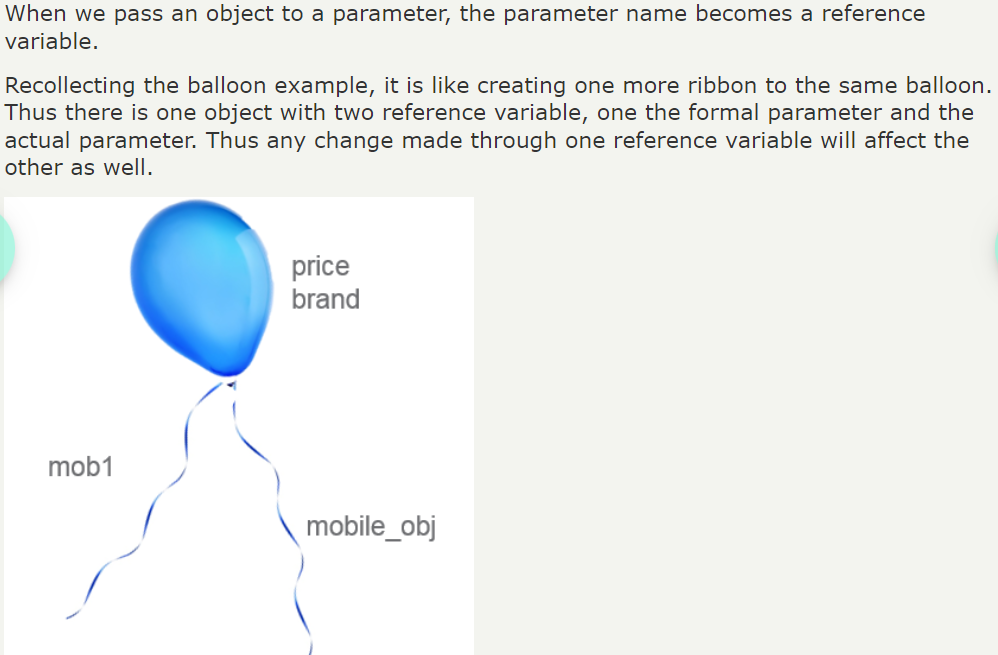 When we pass an object to a parameter, the parameter name becomes a reference
variable.
Recollecting the balloon example, it is like creating one more ribbon to the same balloon.
Thus there is one object with two reference variable, one the formal parameter and the
actual parameter. Thus any change made through one reference variable will affect the
other as well.
price
brand
mob1
mobile_obj